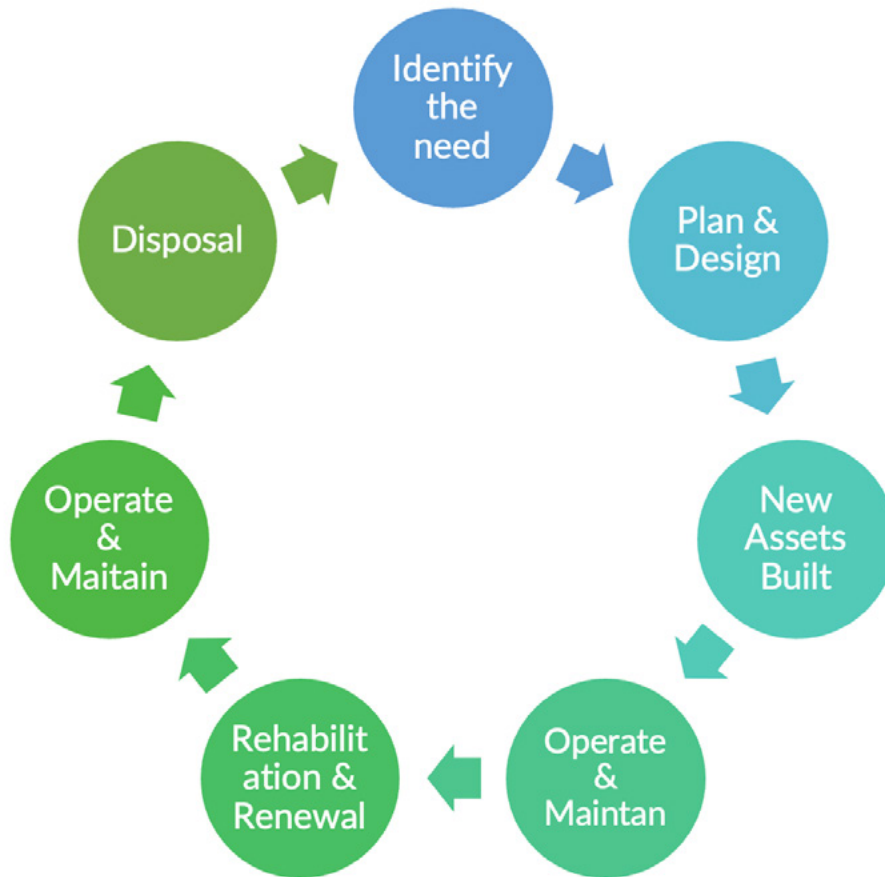 Identify
the
need
Plan &
Design
New
Assets
Built
Operate
&
Maintan
Rehabilit
ation &
Renewal
Operate
&
Maitain
Disposal